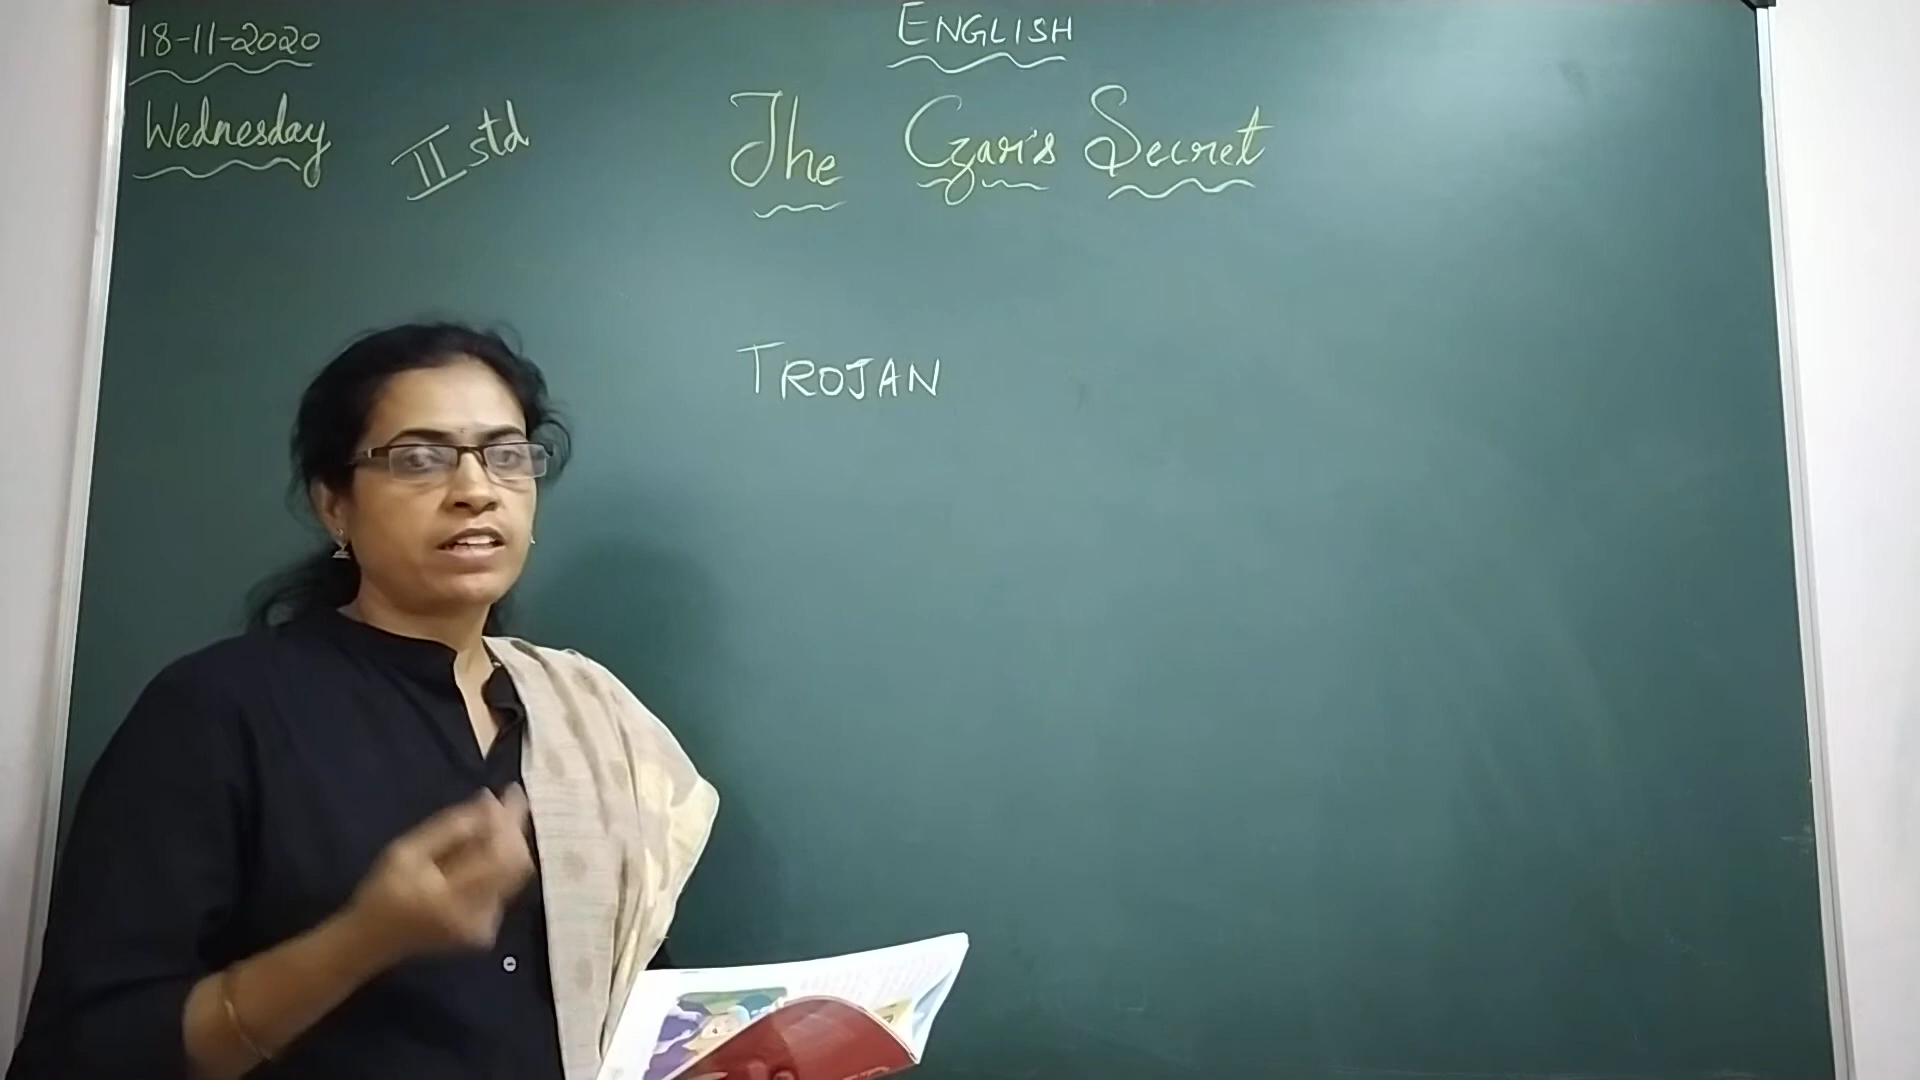 18-11-2020
ENGLISH
Wednesday
II std
The Czar's Secret
TROJAN